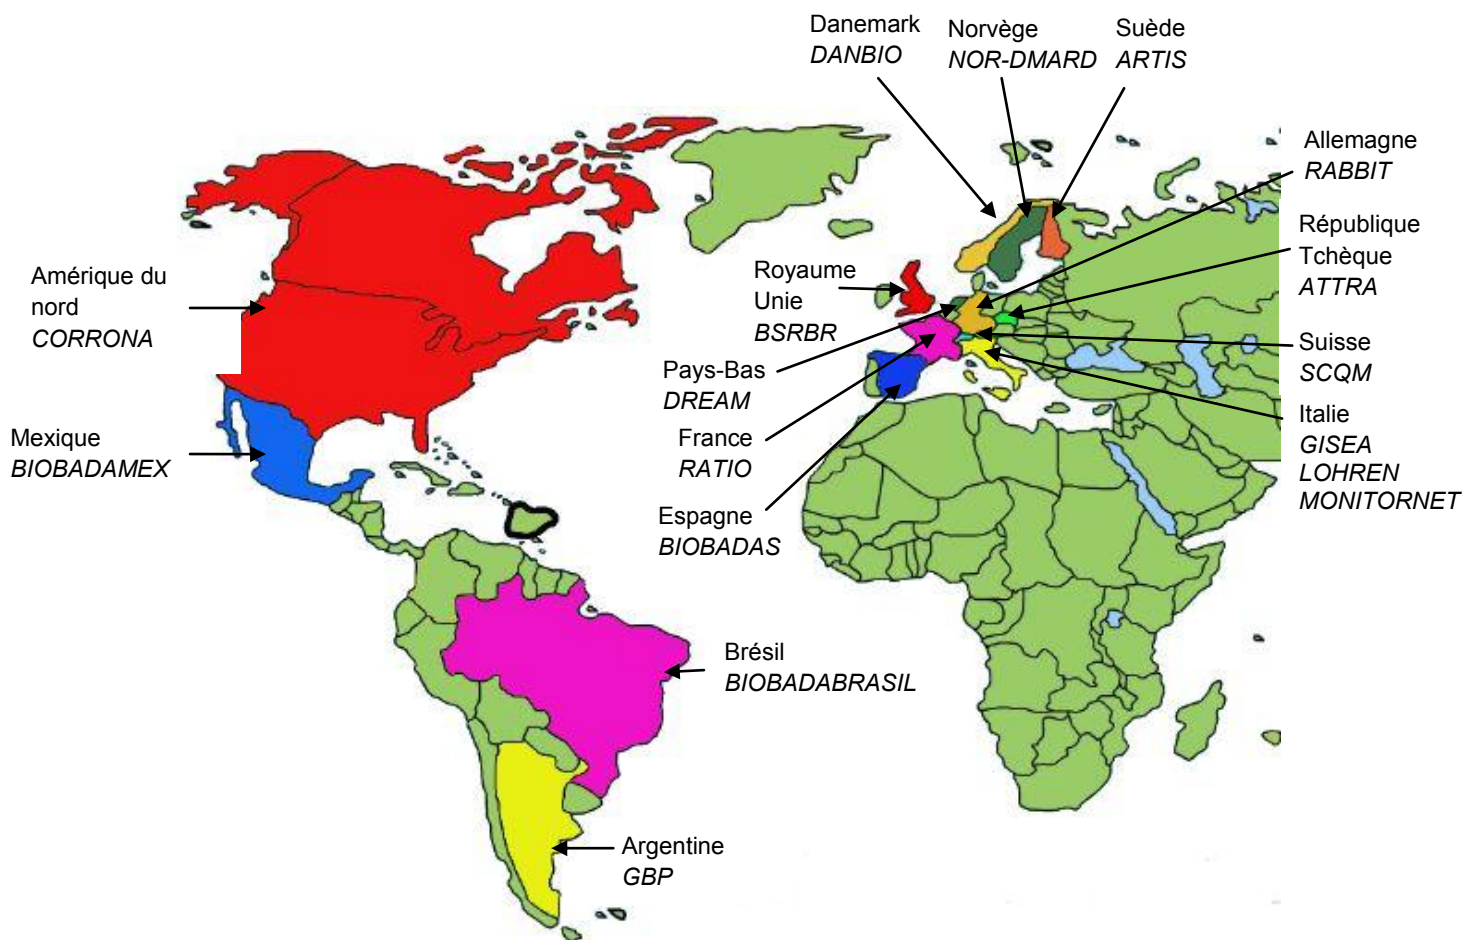 Danemark
DANBIO
Norvège
NOR-DMARD
Suède
ARTIS
Allemagne
RABBIT
République
Tchèque
ATTRA
Amérique du
nord
CORRONA
Royaume
Unie
BSRBR
Suisse
SCQM
Pays-Bas
DREAM
Italie
GISEA
LOHREN
MONITORNET
Mexique
BIOBADAMEX
France
RATIO
Espagne
BIOBADAS
Brésil
BIOBADABRASIL
Argentine
GBP